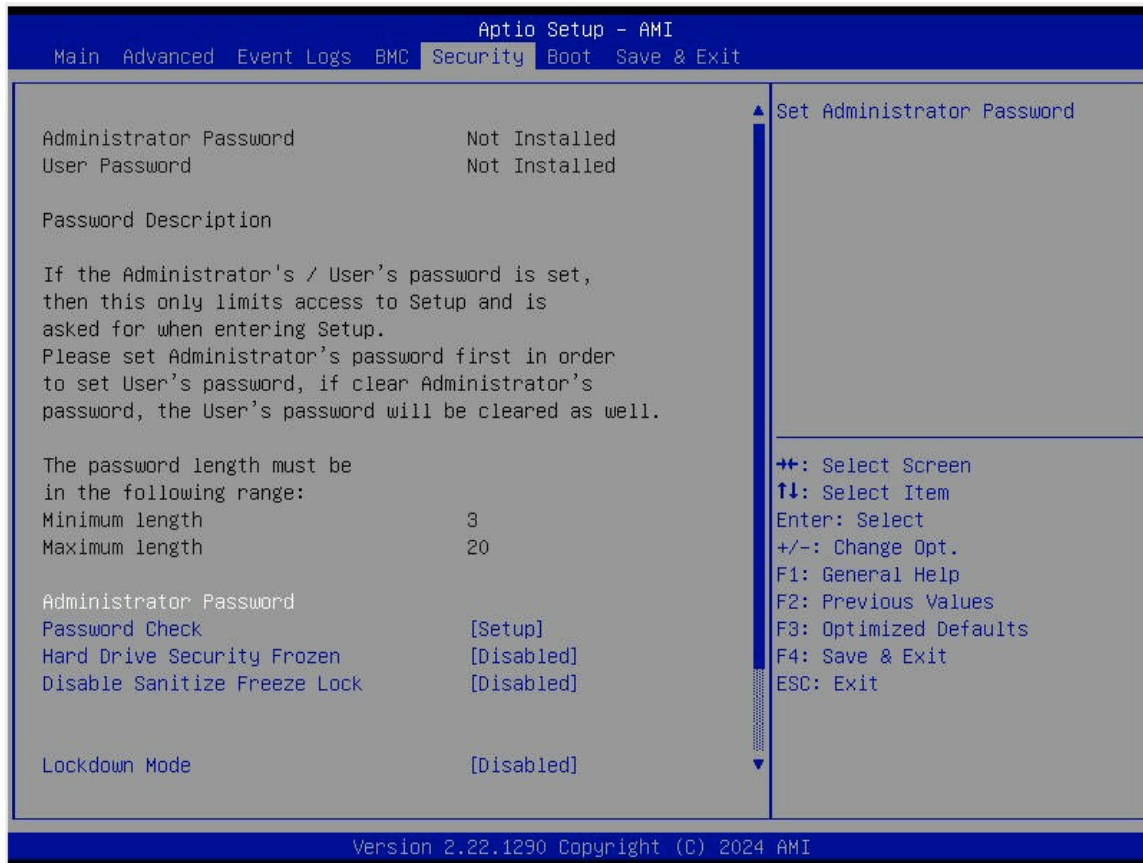 Aptio Setup – AMI
Main Advanced Event Logs BMC Security Boot Save & Exit
Administrator Password Not Installed
User Password Not Installed
Password Description
If the Administrator's / User's password is set,
then this only limits access to Setup and is
asked for when entering Setup.
Please set Administrator's password first in order
to set User's password, if clear Administrator's
password, the User's password will be cleared as well.
The password length must be
in the following range:
Minimum length 3
Maximum length 20
Administrator Password
Password Check [Setup]
Hard Drive Security Frozen [Disabled]
Disable Sanitize Freeze Lock [Disabled]
Lockdown Mode [Disabled]
Set Administrator Password
→←: Select Screen
↑↓: Select Item
Enter: Select
+/-: Change Opt.
F1: General Help
F2: Previous Values
F3: Optimized Defaults
F4: Save & Exit
ESC: Exit
Version 2.22.1290 Copyright (C) 2024 AMI